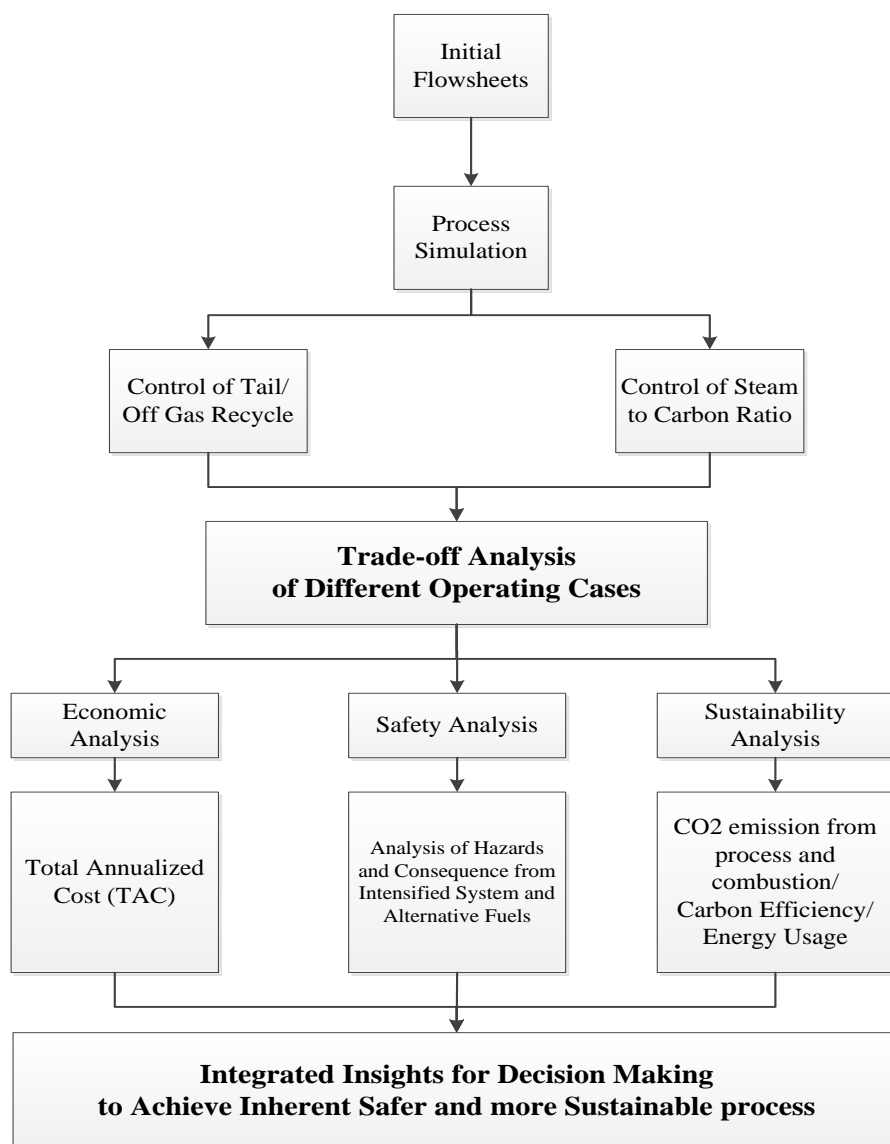 Initial
Flowsheets
Process
Simulation
Control of Tail/
Off Gas Recycle
Control of Steam
to Carbon Ratio
Trade-off Analysis
of Different Operating Cases
Economic
Analysis
Safety Analysis
Sustainability
Analysis
Total Annualized
Cost (TAC)
Analysis of Hazards
and Consequence from
Intensified System and
Alternative Fuels
CO2 emission from
process and
combustion/
Carbon Efficiency/
Energy Usage
Integrated Insights for Decision Making
to Achieve Inherent Safer and more Sustainable process